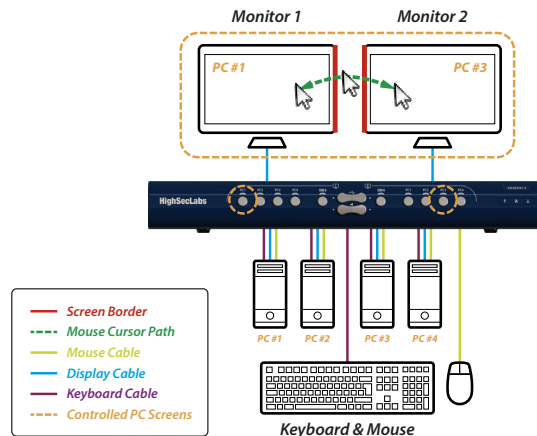 Monitor 1
Monitor 2
PC #1
PC #3
HighSecLabs
PC #1
PC #2
PC #3
PC #4
Screen Border
Mouse Cursor Path
Mouse Cable
Display Cable
Keyboard Cable
Controlled PC Screens
Keyboard & Mouse